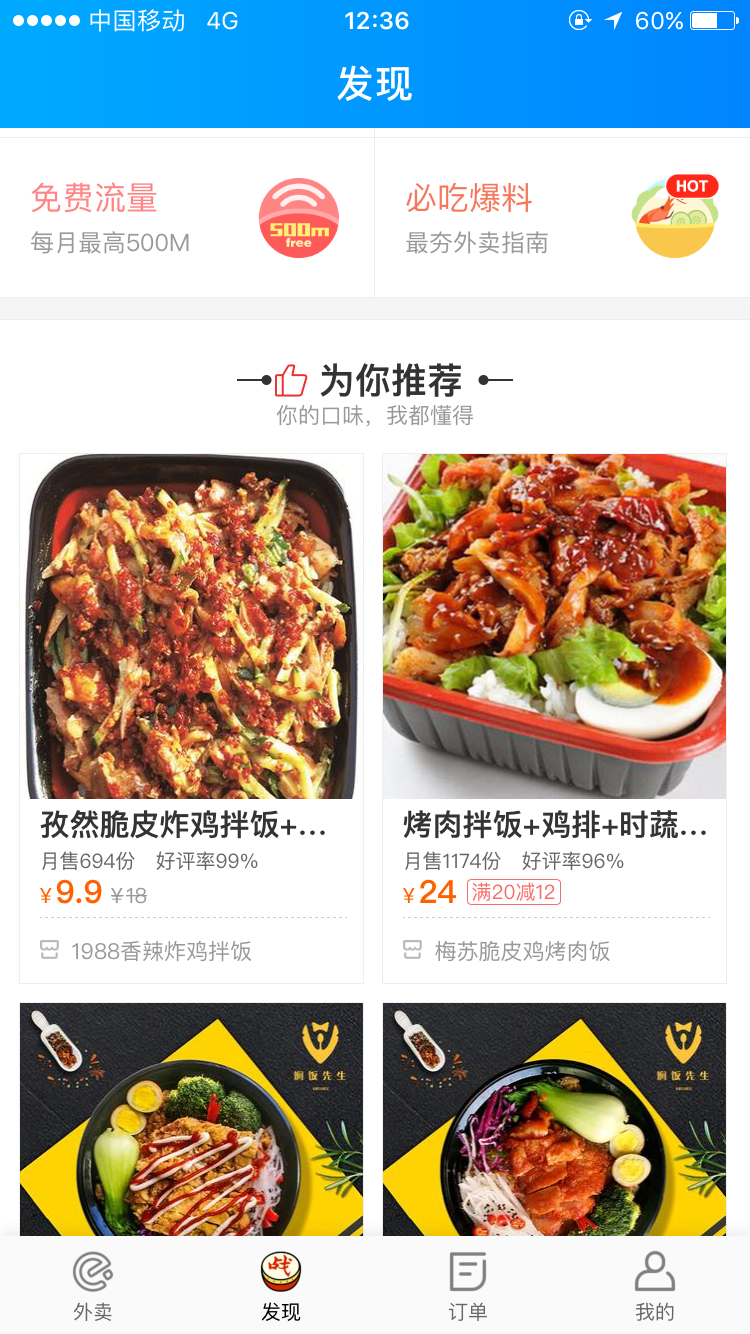 中国移动 4G 12:36 60%
发现
免费流量
每月最高500M
500m
free
必吃爆料
最夯外卖指南
HOT
为你推荐
你的口味，我都懂得
孜然脆皮炸鸡拌饭+...
月售694份 好评率99%
¥9.9 ¥18
1988香辣炸鸡拌饭
烤肉拌饭+鸡排+时蔬...
月售1174份 好评率96%
¥24 满20减12
梅苏脆皮鸡烤肉饭
焖饭先生
焖饭先生
外卖
战
发现
订单
我的